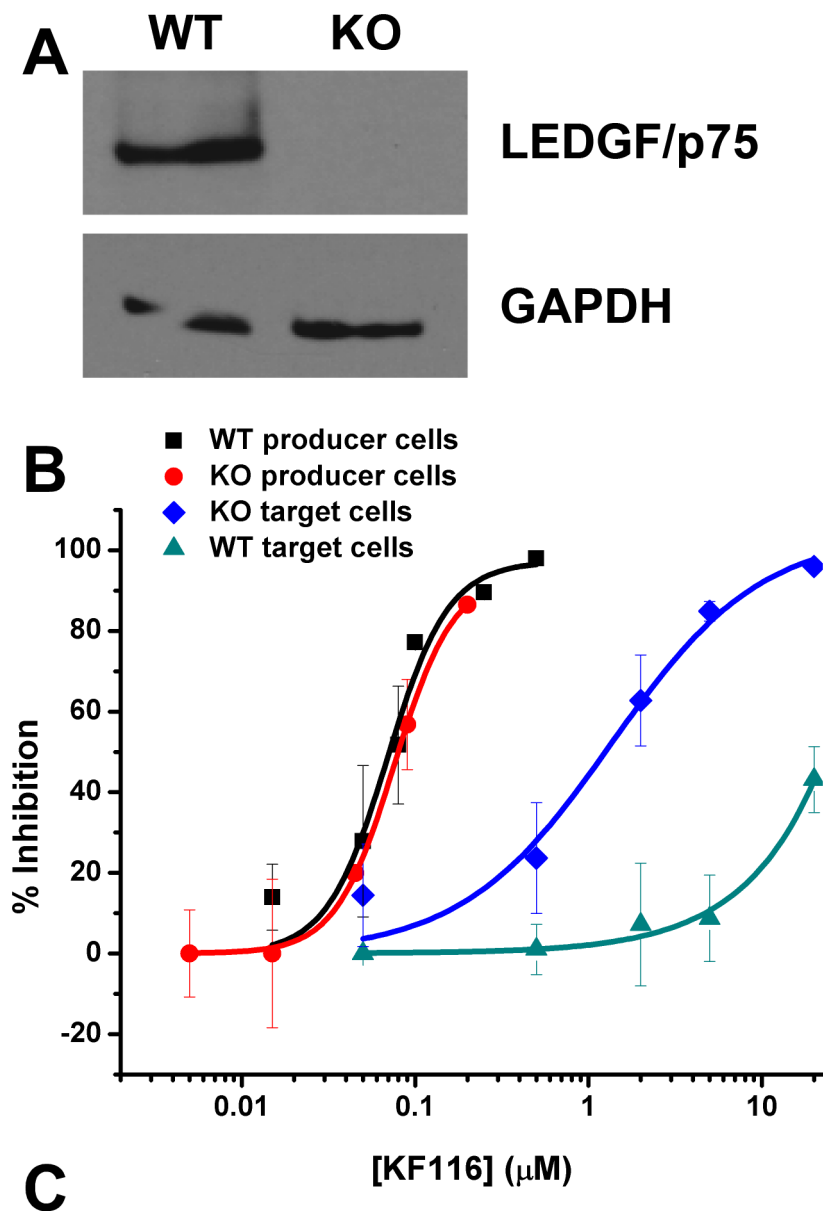 WT KO
A
LEDGF/p75
GAPDH
B
WT producer cells
KO producer cells
KO target cells
WT target cells
% Inhibition
100
80
60
40
20
0
-20
0.01 0.1 1 10
[KF116] (μM)
C